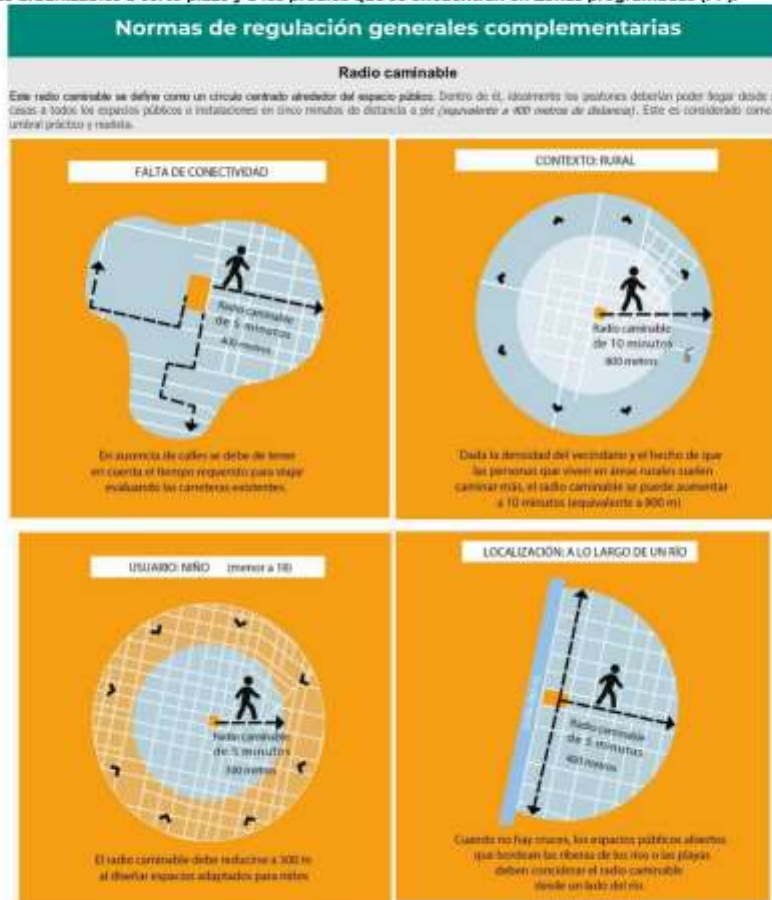 Normas de regulación generales complementarias
Radio caminable
Este radio caminable se define como un círculo centrado alrededor del espacio público. Dentro de él, idealmente los peatones deberían poder llegar desde
casas a todos los espacios públicos o instalaciones en cinco minutos de distancia a pie (equivalente a 400 metros de distancia). Este es considerado como
umbral práctico y realista.
FALTA DE CONECTIVIDAD
Radio caminable
de 5 minutos
400 metros
En ausencia de calles se debe de tener
en cuenta el tiempo requerido para viajar
evaluando las carreteras existentes.
CONTEXTO: RURAL
Radio caminable
de 10 minutos
800 metros
Dada la densidad del vecindario y el hecho de que
las personas que viven en áreas rurales suelen
caminar más, el radio caminable se puede aumentar
a 10 minutos (equivalente a 800 m)
USUARIO: NIÑO (menor a 18)
Radio caminable
de 5 minutos
300 metros
El radio caminable debe reducirse a 300 m
al diseñar espacios adaptados para niños
LOCALIZACIÓN: A LO LARGO DE UN RÍO
Radio caminable
de 5 minutos
400 metros
Cuando no hay cruces, los espacios públicos abiertos
que bordean las riberas de los ríos o las playas
deben considerar el radio caminable
desde un lado del río.